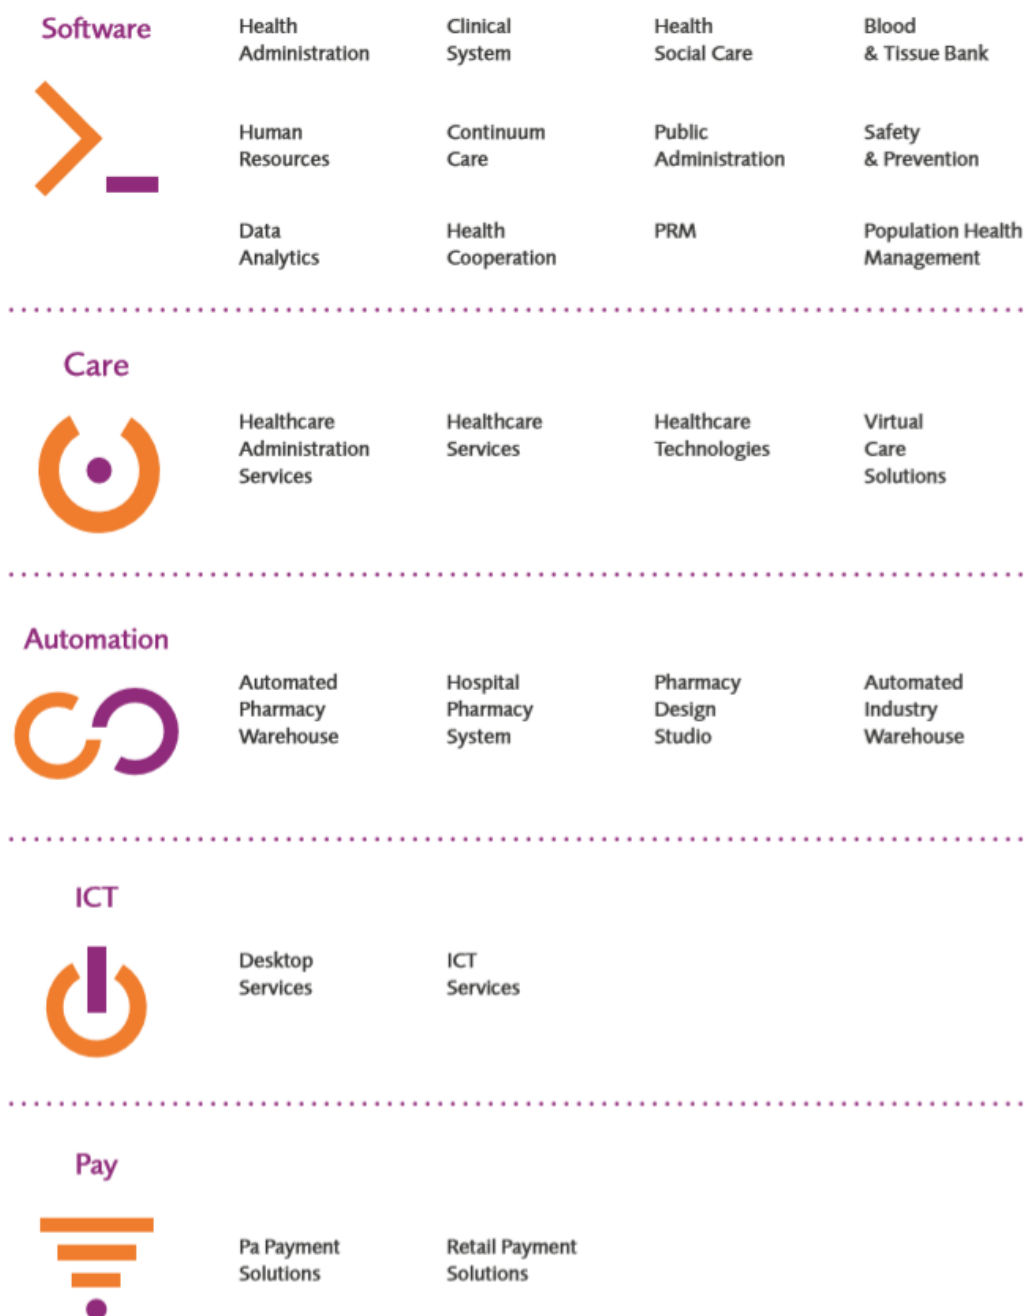 Software
Health
Administration
Clinical
System
Health
Social Care
Blood
& Tissue Bank
Human
Resources
Continuum
Care
Public
Administration
Safety
& Prevention
Data
Analytics
Health
Cooperation
PRM
Population Health
Management
Care
Healthcare
Administration
Services
Healthcare
Services
Healthcare
Technologies
Virtual
Care
Solutions
Automation
Automated
Pharmacy
Warehouse
Hospital
Pharmacy
System
Pharmacy
Design
Studio
Automated
Industry
Warehouse
ICT
Desktop
Services
ICT
Services
Pay
Pa Payment
Solutions
Retail Payment
Solutions